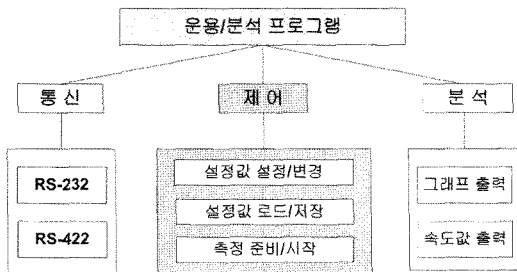 운용/분석 프로그램
통 신
제 어
분 석
RS-232
RS-422
설정값 설정/변경
설정값 로드/저장
측정 준비/시작
그래프 출력
속도값 출력